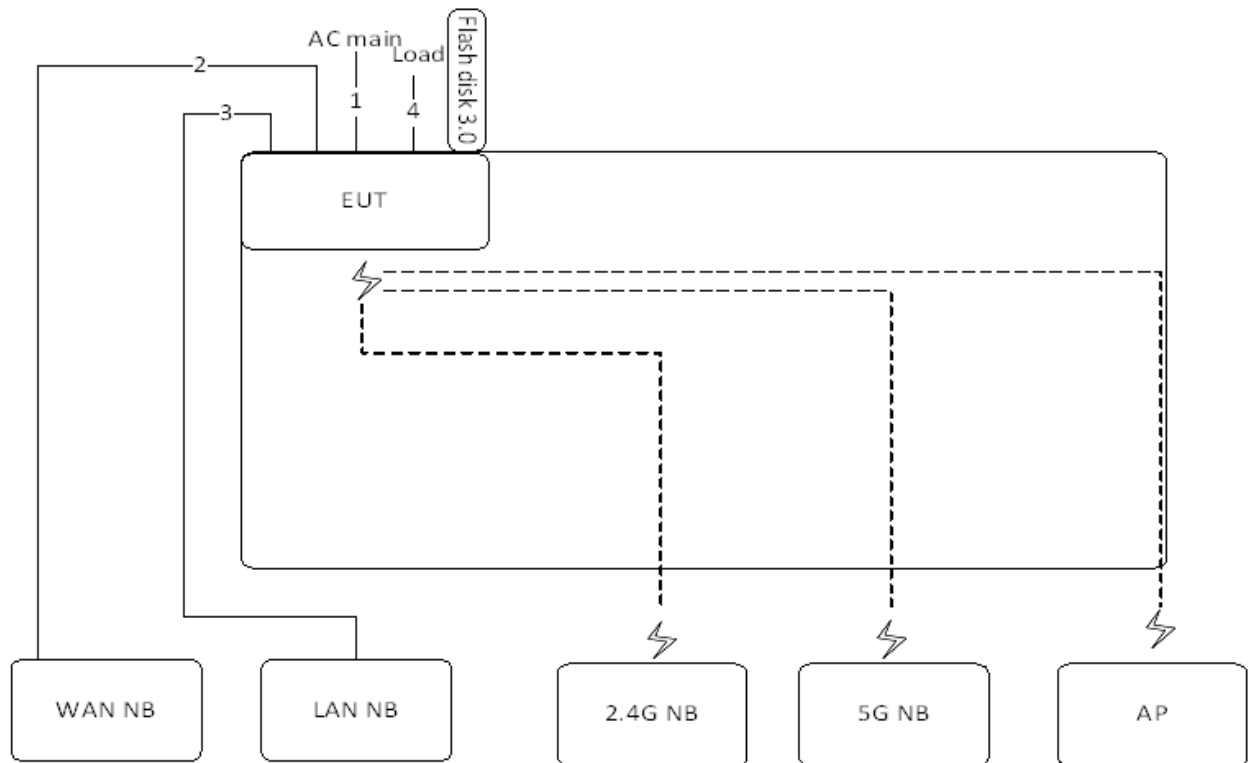 AC main
Load
Flash disk 3.0
2
1
4
3
EUT
WAN NB
LAN NB
2.4G NB
5G NB
AP